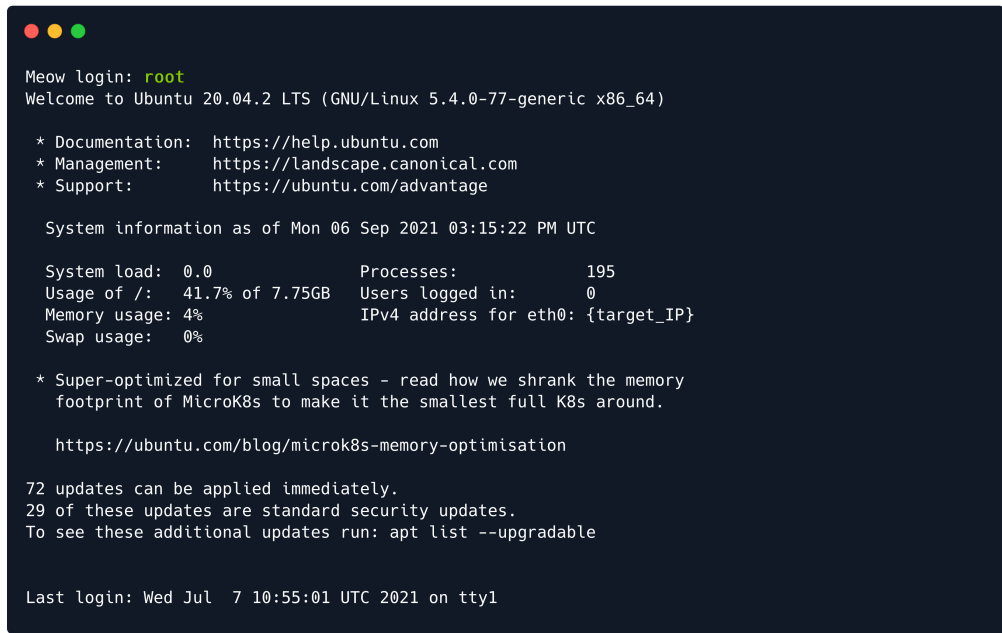 Meow login: root
Welcome to Ubuntu 20.04.2 LTS (GNU/Linux 5.4.0-77-generic x86_64)
* Documentation:  https://help.ubuntu.com
* Management:     https://landscape.canonical.com
* Support:        https://ubuntu.com/advantage
System information as of Mon 06 Sep 2021 03:15:22 PM UTC
System load:  0.0               Processes:             195
Usage of /:   41.7% of 7.75GB   Users logged in:       0
Memory usage: 4%                IPv4 address for eth0: {target_IP}
Swap usage:   0%
* Super-optimized for small spaces - read how we shrank the memory
footprint of MicroK8s to make it the smallest full K8s around.
https://ubuntu.com/blog/microk8s-memory-optimisation
72 updates can be applied immediately.
29 of these updates are standard security updates.
To see these additional updates run: apt list --upgradable
Last login: Wed Jul  7 10:55:01 UTC 2021 on tty1